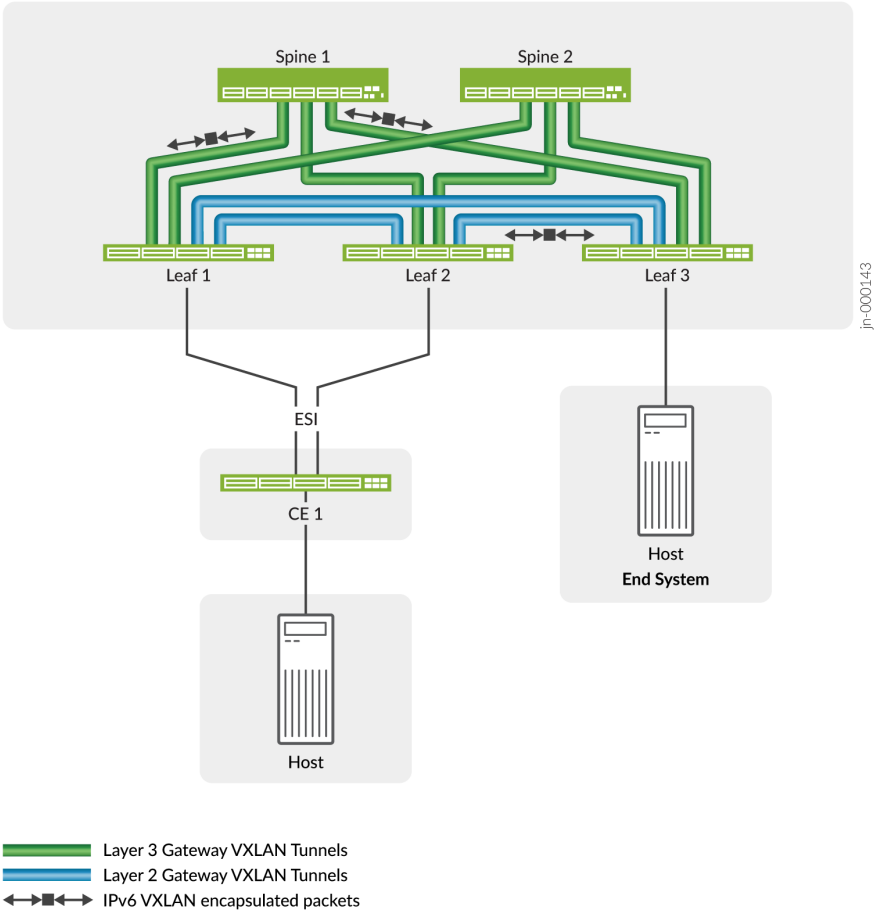 Spine 1
Spine 2
Leaf 1
Leaf 2
Leaf 3
jn-000143
ESI
CE 1
Host
End System
Host
Layer 3 Gateway VXLAN Tunnels
Layer 2 Gateway VXLAN Tunnels
IPv6 VXLAN encapsulated packets